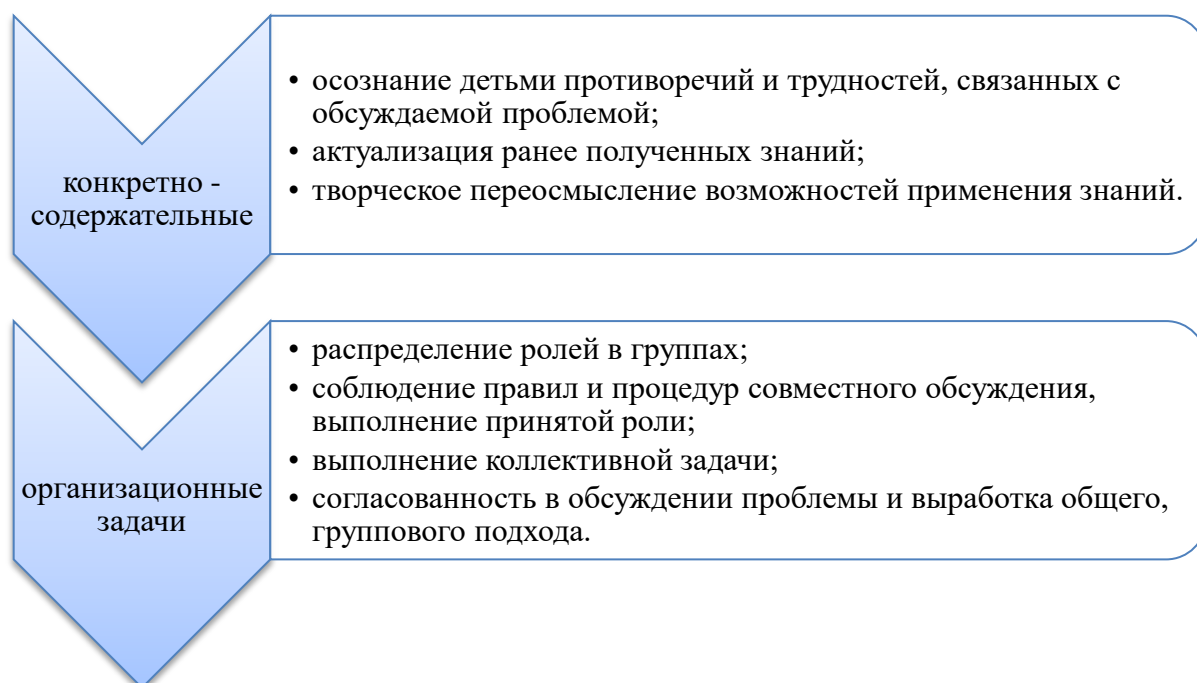 конкретно -
содержательные
• осознание детьми противоречий и трудностей, связанных с
обсуждаемой проблемой;
• актуализация ранее полученных знаний;
• творческое переосмысление возможностей применения знаний.
организационные
задачи
• распределение ролей в группах;
• соблюдение правил и процедур совместного обсуждения,
выполнение принятой роли;
• выполнение коллективной задачи;
• согласованность в обсуждении проблемы и выработка общего,
группового подхода.